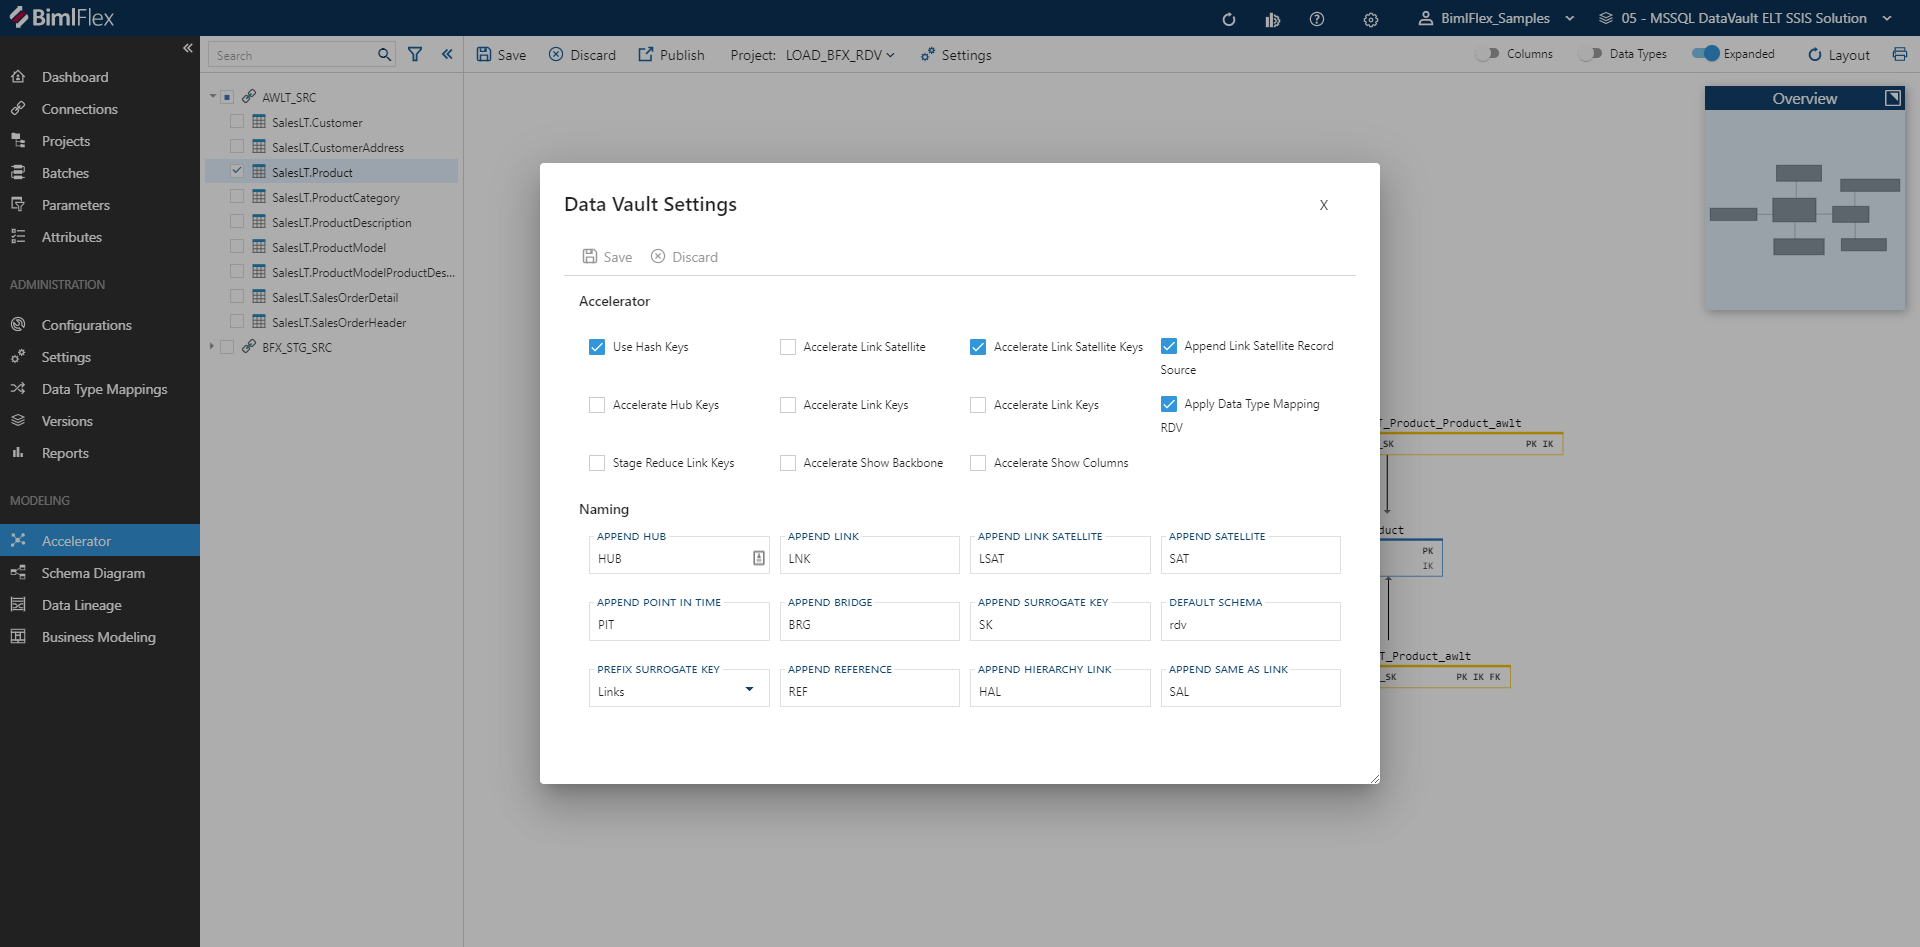 BimlFlex
BimlFlex_Samples
05 - MSSQL DataVault ELT SSIS Solution
Dashboard
Connections
Projects
Batches
Parameters
Attributes
ADMINISTRATION
Configurations
Settings
Data Type Mappings
Versions
Reports
MODELING
Accelerator
Schema Diagram
Data Lineage
Business Modeling
Search
AWLT_SRC
SalesLT.Customer
SalesLT.CustomerAddress
SalesLT.Product
SalesLT.ProductCategory
SalesLT.ProductDescription
SalesLT.ProductModel
SalesLT.ProductModelProductDes...
SalesLT.SalesOrderDetail
SalesLT.SalesOrderHeader
BFX_STG_SRC
Save Discard Publish Project: LOAD_BFX_RDV Settings
Columns Data Types Expanded Layout
Overview
Data Vault Settings X
Save Discard
Accelerator
Use Hash Keys Accelerate Link Satellite Accelerate Link Satellite Keys Append Link Satellite Record
Source
Accelerate Hub Keys Accelerate Link Keys Accelerate Link Keys Apply Data Type Mapping
RDV
Stage Reduce Link Keys Accelerate Show Backbone Accelerate Show Columns
Naming
APPEND HUB APPEND LINK APPEND LINK SATELLITE APPEND SATELLITE
HUB LNK LSAT SAT
APPEND POINT IN TIME APPEND BRIDGE APPEND SURROGATE KEY DEFAULT SCHEMA
PIT BRG SK rdv
PREFIX SURROGATE KEY APPEND REFERENCE APPEND HIERARCHY LINK APPEND SAME AS LINK
Links REF HAL SAL
T_Product_Product_awlt
_SK PK IK
duct
PK
IK
T_Product_awlt
_SK PK IK FK